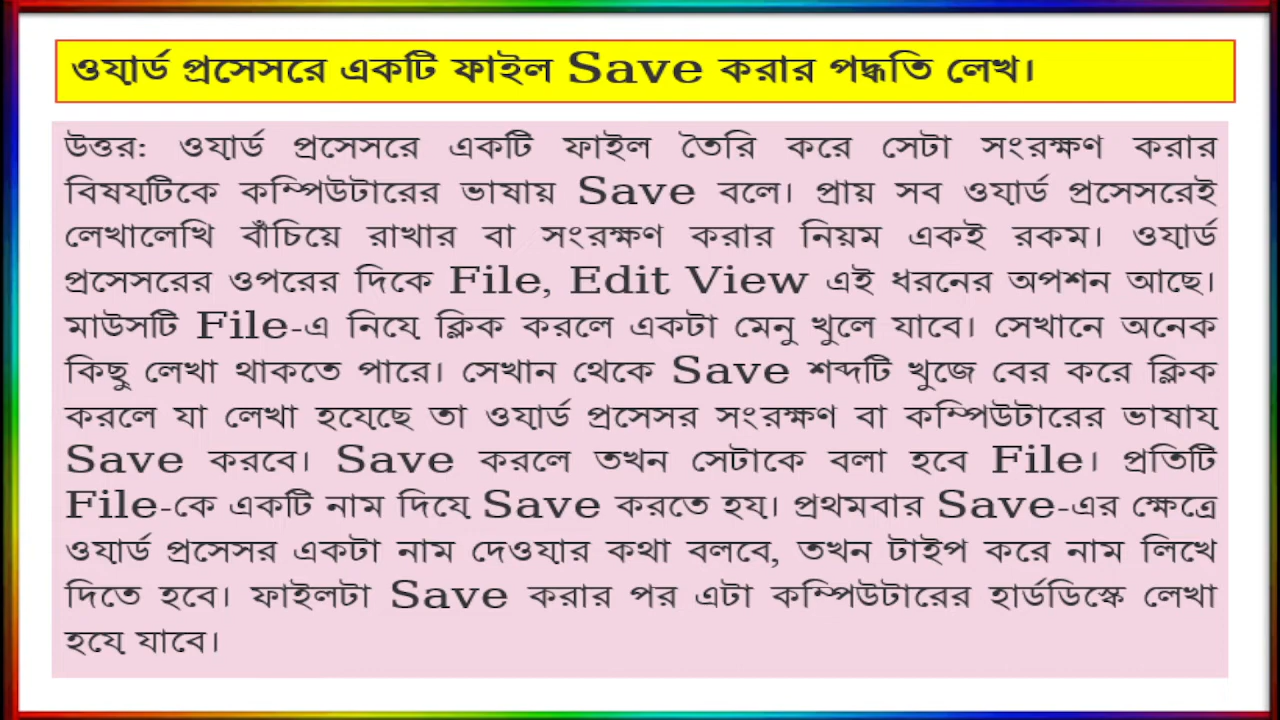 ওয়ার্ড প্রসেসরে একটি ফাইল Save করার পদ্ধতি লেখ।
উত্তর: ওয়ার্ড প্রসেসরে একটি ফাইল তৈরি করে সেটা সংরক্ষণ করার
বিষয়টিকে কম্পিউটারের ভাষায় Save বলে। প্রায় সব ওয়ার্ড প্রসেসরেই
লেখালেখি বাঁচিয়ে রাখার বা সংরক্ষণ করার নিয়ম একই রকম। ওয়ার্ড
প্রসেসরের ওপরের দিকে File, Edit View এই ধরনের অপশন আছে।
মাউসটি File-এ নিয়ে ক্লিক করলে একটা মেনু খুলে যাবে। সেখানে অনেক
কিছু লেখা থাকতে পারে। সেখান থেকে Save শব্দটি খুজে বের করে ক্লিক
করলে যা লেখা হয়েছে তা ওয়ার্ড প্রসেসর সংরক্ষণ বা কম্পিউটারের ভাষায়
Save করবে। Save করলে তখন সেটাকে বলা হবে File। প্রতিটি
File-কে একটি নাম দিয়ে Save করতে হয়। প্রথমবার Save-এর ক্ষেত্রে
ওয়ার্ড প্রসেসর একটা নাম দেওয়ার কথা বলবে, তখন টাইপ করে নাম লিখে
দিতে হবে। ফাইলটা Save করার পর এটা কম্পিউটারের হার্ডডিস্কে লেখা
হয়ে যাবে।